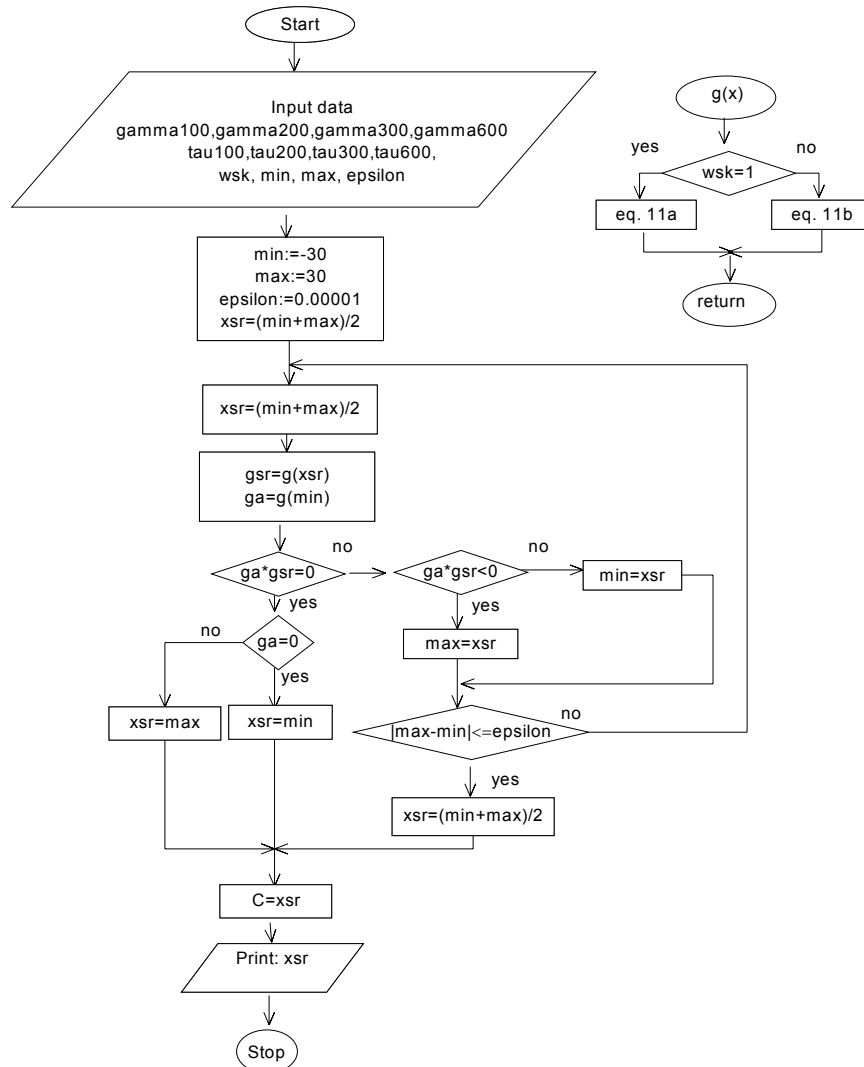 Start
Input data
gamma100,gamma200,gamma300,gamma600
tau100,tau200,tau300,tau600,
wsk, min, max, epsilon
g(x)
yes
no
wsk=1
eq. 11a
eq. 11b
return
min:=-30
max:=30
epsilon:=0.00001
xsr=(min+max)/2
xsr=(min+max)/2
gsr=g(xsr)
ga=g(min)
ga*gsr=0
no
ga*gsr<0
no
min=xsr
yes
yes
max=xsr
no
ga=0
yes
xsr=max
xsr=min
|max-min|<=epsilon
no
yes
xsr=(min+max)/2
C=xsr
Print: xsr
Stop